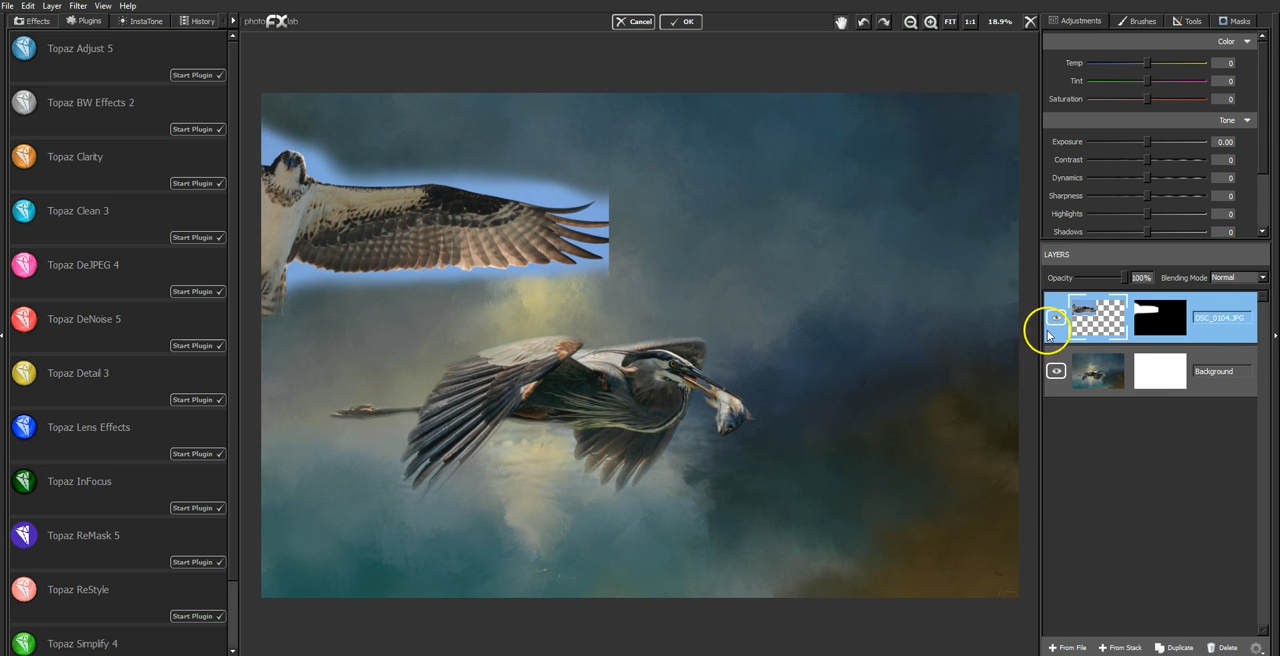 File Edit Layer Filter View Help
Effects Plugins InstaTone History
photoFXlab
Cancel OK
FIT 1:1 18.9%
Adjustments Brushes Tools Masks
Topaz Adjust 5
Start Plugin
Topaz BW Effects 2
Start Plugin
Topaz Clarity
Start Plugin
Topaz Clean 3
Start Plugin
Topaz DeJPEG 4
Start Plugin
Topaz DeNoise 5
Start Plugin
Topaz Detail 3
Start Plugin
Topaz Lens Effects
Start Plugin
Topaz InFocus
Start Plugin
Topaz ReMask 5
Start Plugin
Topaz ReStyle
Start Plugin
Topaz Simplify 4
Color
Temp 0
Tint 0
Saturation 0
Tone
Exposure 0.00
Contrast 0
Dynamics 0
Sharpness 0
Highlights 0
Shadows 0
LAYERS
Opacity 100% Blending Mode Normal
DSC_0104.JPG
Background
From File From Stack Duplicate Delete